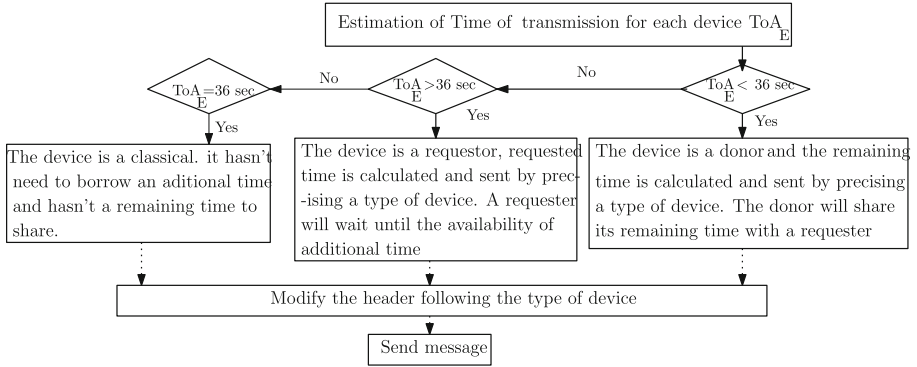 Estimation of Time of transmission for each device ToA_E
ToA_E < 36 sec
No
ToA_E >36 sec
No
ToA_E =36 sec
Yes
Yes
Yes
The device is a classical. it hasn't
need to borrow an aditional time
and hasn't a remaining time to
share.
The device is a requestor, requested
time is calculated and sent by prec-
-ising a type of device. A requester
will wait until the availability of
additional time
The device is a donor and the remaining
time is calculated and sent by precising
a type of device. The donor will share
its remaining time with a requester
Modify the header following the type of device
Send message